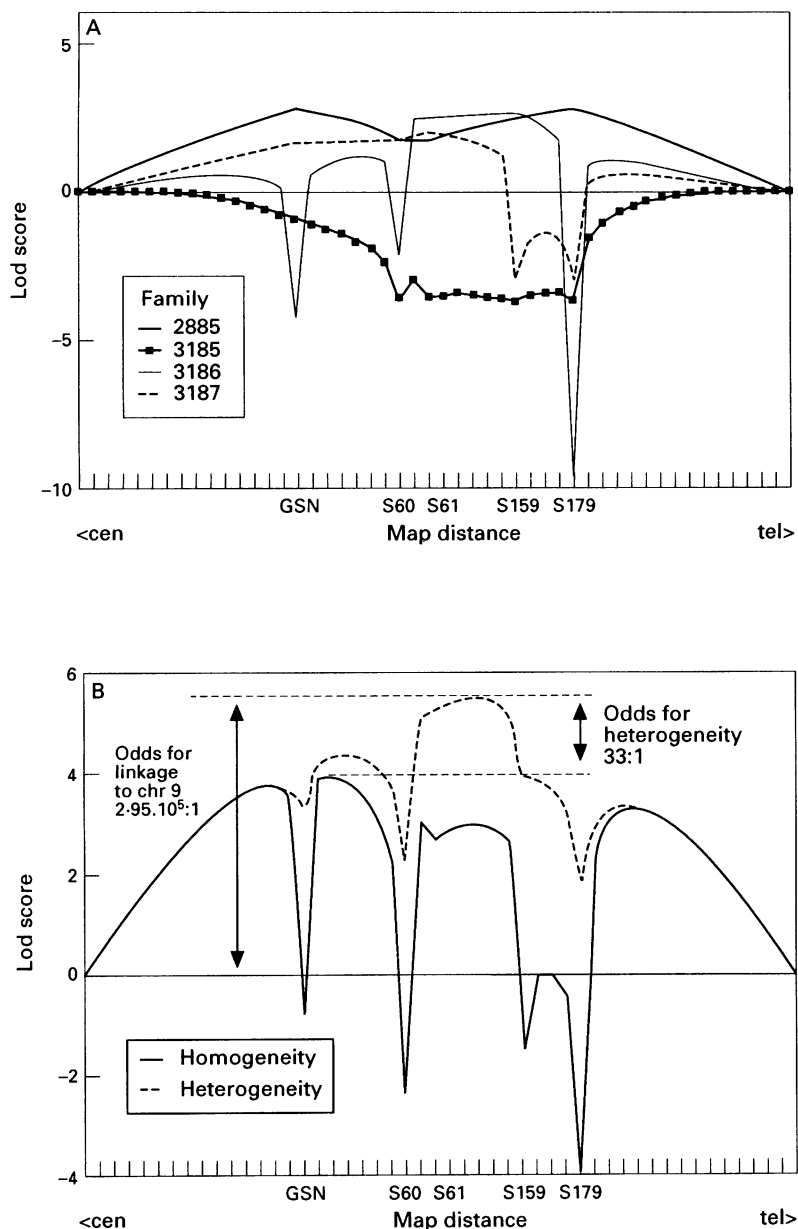 A
5
0
−5
−10
Lod score
Family
2885
3185
3186
3187
GSN S60 S61 S159 S179
<cen Map distance tel>
B
6
4
2
0
−2
−4
Lod score
Odds for
linkage
to chr 9
2·95.10⁵:1
Odds for
heterogeneity
33:1
Homogeneity
Heterogeneity
GSN S60 S61 S159 S179
<cen Map distance tel>